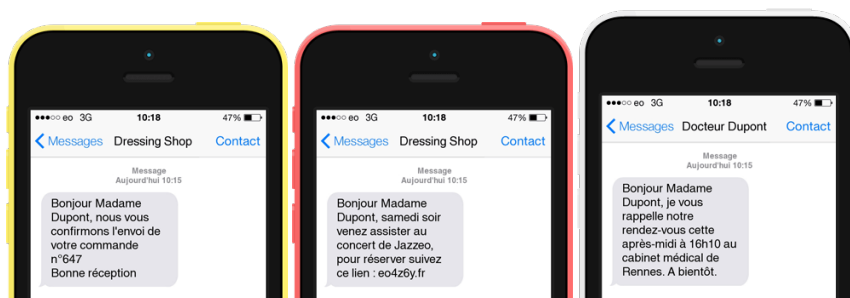 ●●●○○ eo 3G 10:18 47%
Messages Dressing Shop Contact
Message
Aujourd'hui 10:15
Bonjour Madame
Dupont, nous vous
confirmons l'envoi de
votre commande
n°647
Bonne réception
●●●○○ eo 3G 10:18 47%
Messages Dressing Shop Contact
Message
Aujourd'hui 10:15
Bonjour Madame
Dupont, samedi soir
venez assister au
concert de Jazzeo,
pour réserver suivez
ce lien : eo4z6y.fr
●●●○○ eo 3G 10:18 47%
Messages Docteur Dupont Contact
Message
Aujourd'hui 10:15
Bonjour Madame
Dupont, je vous
rappelle notre
rendez-vous cette
après-midi à 16h10 au
cabinet médical de
Rennes. A bientôt.